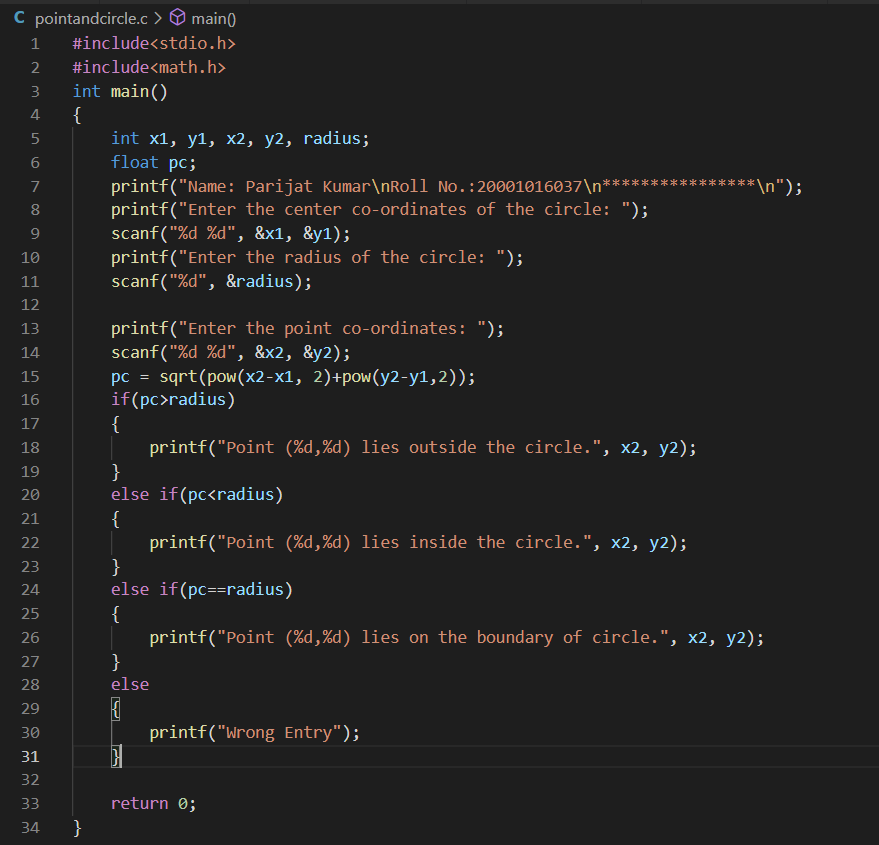 C pointandcircle.c > main()
1 #include<stdio.h>
2 #include<math.h>
3 int main()
4 {
5     int x1, y1, x2, y2, radius;
6     float pc;
7     printf("Name: Parijat Kumar\nRoll No.:20001016037\n****************\n");
8     printf("Enter the center co-ordinates of the circle: ");
9     scanf("%d %d", &x1, &y1);
10     printf("Enter the radius of the circle: ");
11     scanf("%d", &radius);
12
13     printf("Enter the point co-ordinates: ");
14     scanf("%d %d", &x2, &y2);
15     pc = sqrt(pow(x2-x1, 2)+pow(y2-y1,2));
16     if(pc>radius)
17     {
18         printf("Point (%d,%d) lies outside the circle.", x2, y2);
19     }
20     else if(pc<radius)
21     {
22         printf("Point (%d,%d) lies inside the circle.", x2, y2);
23     }
24     else if(pc==radius)
25     {
26         printf("Point (%d,%d) lies on the boundary of circle.", x2, y2);
27     }
28     else
29     {
30         printf("Wrong Entry");
31     }
32
33     return 0;
34 }